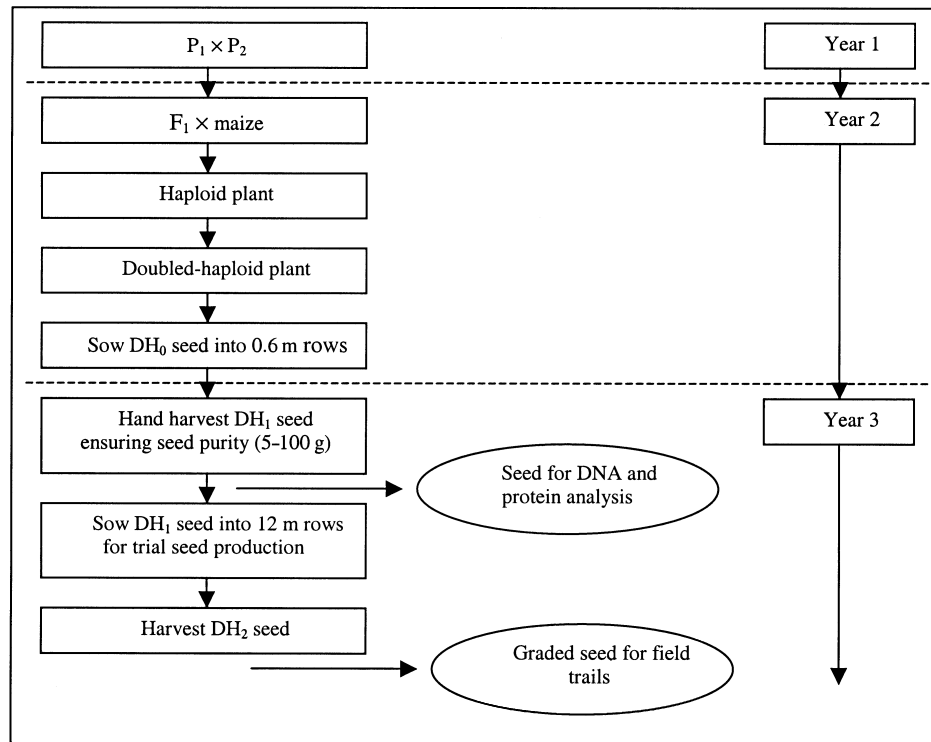 P₁ × P₂
Year 1
F₁ × maize
Year 2
Haploid plant
Doubled-haploid plant
Sow DH₀ seed into 0.6 m rows
Hand harvest DH₁ seed
ensuring seed purity (5–100 g)
Year 3
Seed for DNA and
protein analysis
Sow DH₁ seed into 12 m rows
for trial seed production
Harvest DH₂ seed
Graded seed for field
trails